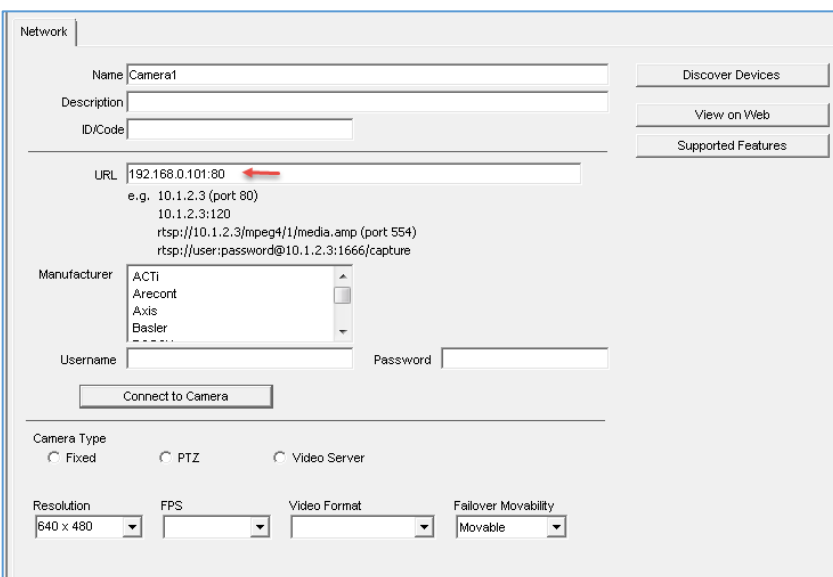 Network
Name Camera1
Discover Devices
Description
View on Web
ID/Code
Supported Features
URL 192.168.0.101:80
e.g. 10.1.2.3 (port 80)
10.1.2.3:120
rtsp://10.1.2.3/mpeg4/1/media.amp (port 554)
rtsp://user:password@10.1.2.3:1666/capture
Manufacturer ACTi
Arecont
Axis
Basler
Username Password
Connect to Camera
Camera Type
Fixed PTZ Video Server
Resolution FPS Video Format Failover Movability
640 x 480 Movable